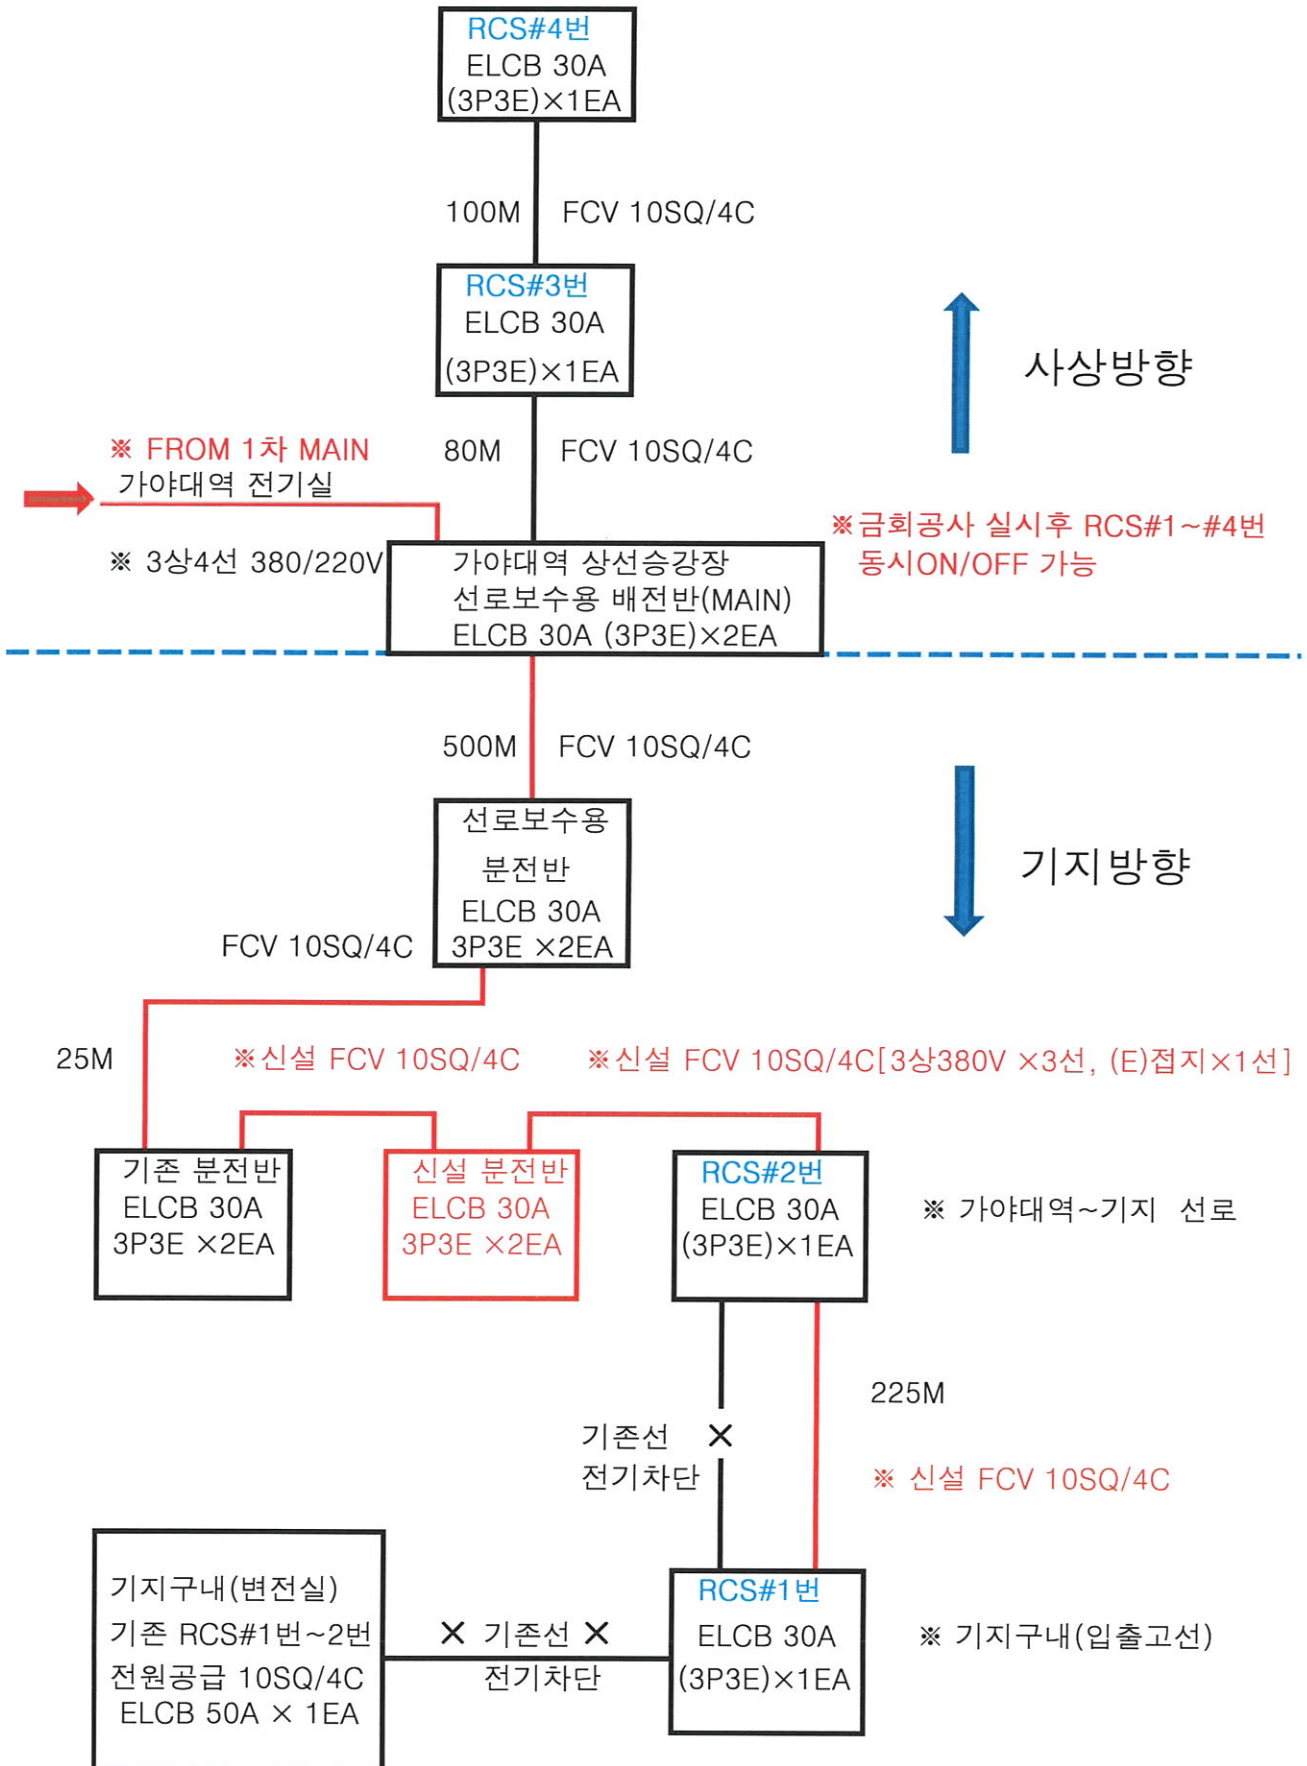 RCS#4번
ELCB 30A
(3P3E)×1EA
100M FCV 10SQ/4C
RCS#3번
ELCB 30A
(3P3E)×1EA
사상방향
※ FROM 1차 MAIN
가야대역 전기실
80M FCV 10SQ/4C
※금회공사 실시후 RCS#1~#4번
동시ON/OFF 가능
※ 3상4선 380/220V
가야대역 상선승강장
선로보수용 배전반(MAIN)
ELCB 30A (3P3E)×2EA
500M FCV 10SQ/4C
선로보수용
분전반
ELCB 30A
3P3E ×2EA
기지방향
FCV 10SQ/4C
25M
※신설 FCV 10SQ/4C
※신설 FCV 10SQ/4C[3상380V ×3선, (E)접지×1선]
기존 분전반
ELCB 30A
3P3E ×2EA
신설 분전반
ELCB 30A
3P3E ×2EA
RCS#2번
ELCB 30A
(3P3E)×1EA
※ 가야대역~기지 선로
225M
기존선 ×
전기차단
※ 신설 FCV 10SQ/4C
기지구내(변전실)
기존 RCS#1번~2번
전원공급 10SQ/4C
ELCB 50A × 1EA
× 기존선 ×
전기차단
RCS#1번
ELCB 30A
(3P3E)×1EA
※ 기지구내(입출고선)